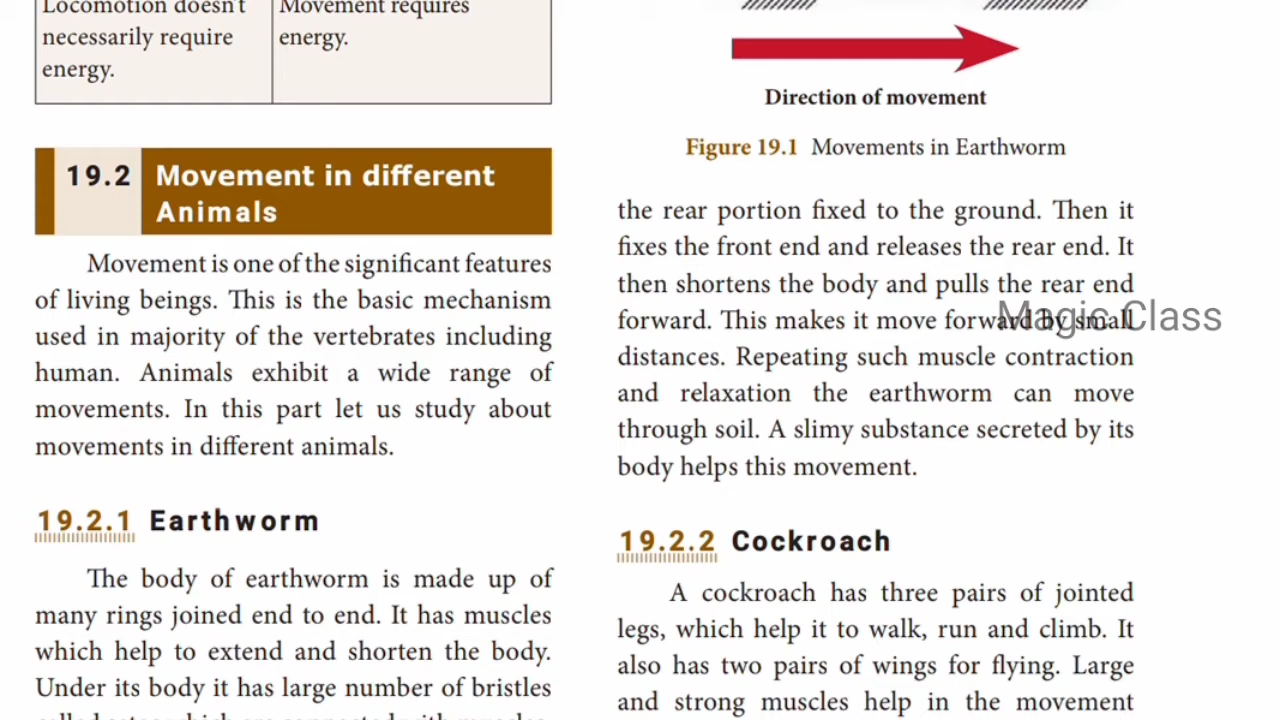 Locomotion doesn't
necessarily require
energy.
Movement requires
energy.
19.2 Movement in different
Animals
Movement is one of the significant features
of living beings. This is the basic mechanism
used in majority of the vertebrates including
human. Animals exhibit a wide range of
movements. In this part let us study about
movements in different animals.
19.2.1 Earthworm
The body of earthworm is made up of
many rings joined end to end. It has muscles
which help to extend and shorten the body.
Under its body it has large number of bristles
called setae which are connected with muscles.
Direction of movement
Figure 19.1 Movements in Earthworm
the rear portion fixed to the ground. Then it
fixes the front end and releases the rear end. It
then shortens the body and pulls the rear end
forward. This makes it move forward by small
distances. Repeating such muscle contraction
and relaxation the earthworm can move
through soil. A slimy substance secreted by its
body helps this movement.
19.2.2 Cockroach
A cockroach has three pairs of jointed
legs, which help it to walk, run and climb. It
also has two pairs of wings for flying. Large
and strong muscles help in the movement
Magic Class